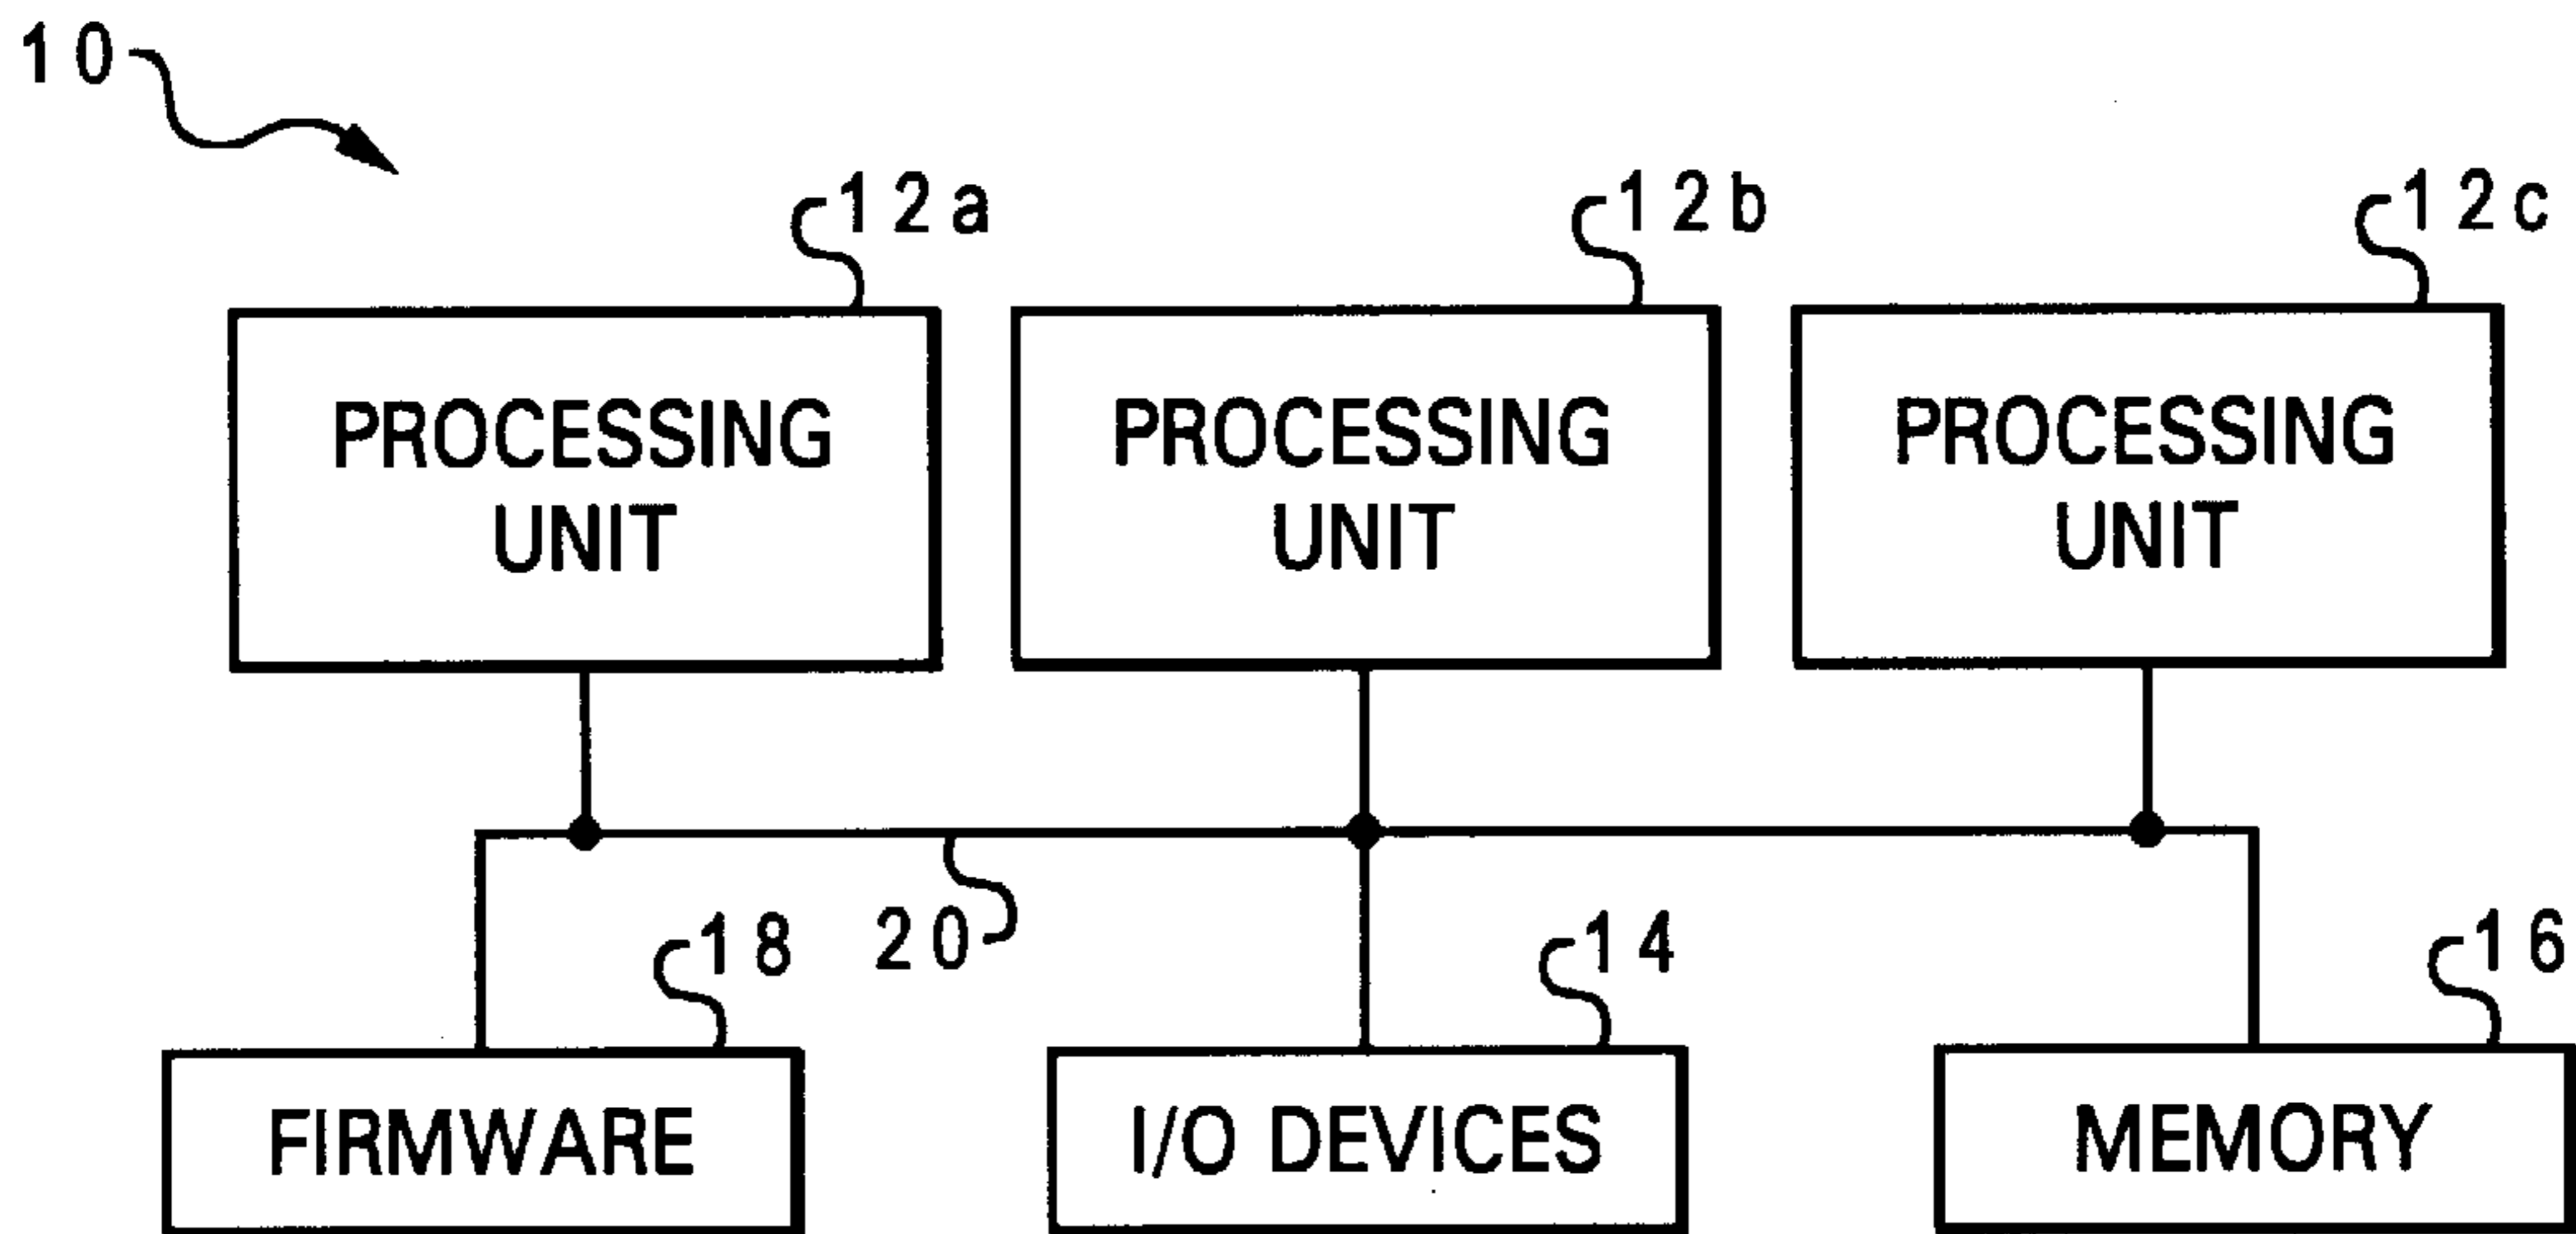 10
12a
12b
12c
PROCESSING
UNIT
PROCESSING
UNIT
PROCESSING
UNIT
20
18
14
16
FIRMWARE
I/O DEVICES
MEMORY